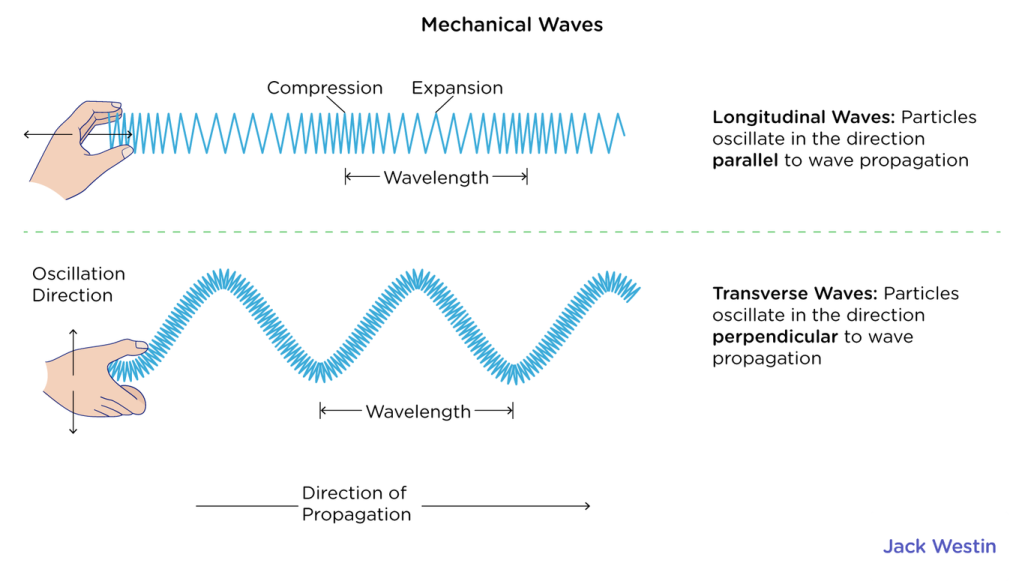 Mechanical Waves
Compression
Expansion
Wavelength
Longitudinal Waves: Particles
oscillate in the direction
parallel to wave propagation
Oscillation
Direction
Wavelength
Transverse Waves: Particles
oscillate in the direction
perpendicular to wave
propagation
Direction of
Propagation
Jack Westin